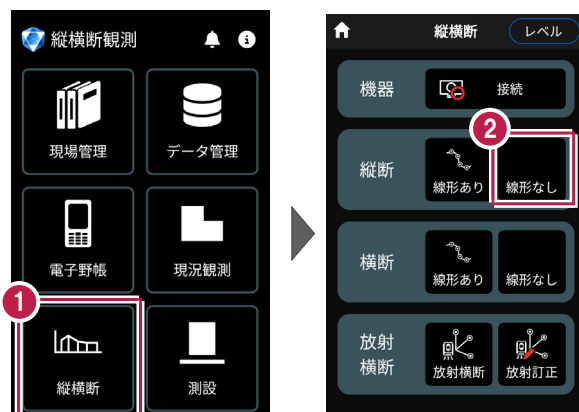 縦横断観測
現場管理
データ管理
電子野帳
現況観測
1
縦横断
測設
縦横断
レベル
機器
接続
2
縦断
線形あり
線形なし
横断
線形あり
線形なし
放射
横断
放射横断
放射訂正